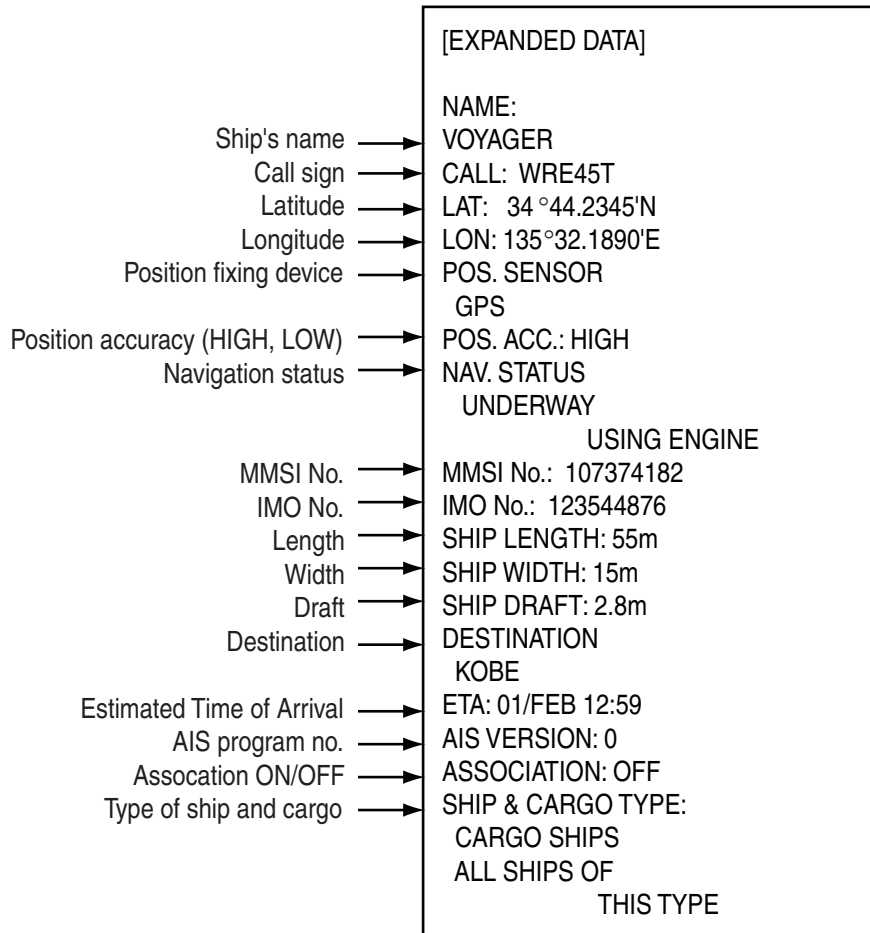 [EXPANDED DATA]
NAME:
Ship's name VOYAGER
Call sign CALL: WRE45T
Latitude LAT: 34°44.2345'N
Longitude LON: 135°32.1890'E
Position fixing device POS. SENSOR
GPS
Position accuracy (HIGH, LOW) POS. ACC.: HIGH
Navigation status NAV. STATUS
UNDERWAY
USING ENGINE
MMSI No. MMSI No.: 107374182
IMO No. IMO No.: 123544876
Length SHIP LENGTH: 55m
Width SHIP WIDTH: 15m
Draft SHIP DRAFT: 2.8m
Destination DESTINATION
KOBE
Estimated Time of Arrival ETA: 01/FEB 12:59
AIS program no. AIS VERSION: 0
Assocation ON/OFF ASSOCIATION: OFF
Type of ship and cargo SHIP & CARGO TYPE:
CARGO SHIPS
ALL SHIPS OF
THIS TYPE